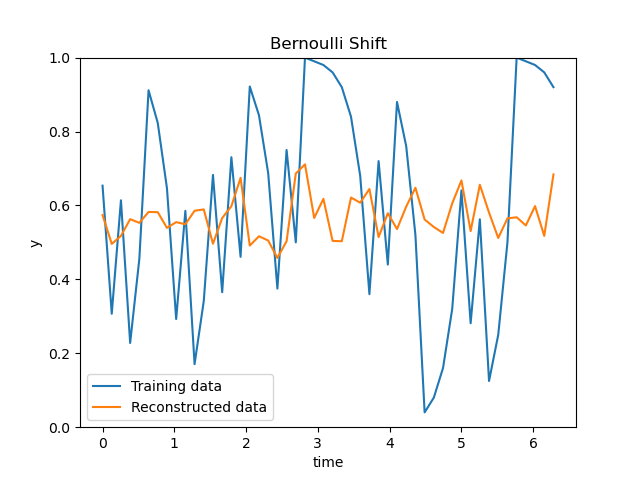 Bernoulli Shift
1.0
0.8
0.6
0.4
0.2
0.0
y
Training data
Reconstructed data
0 1 2 3 4 5 6
time